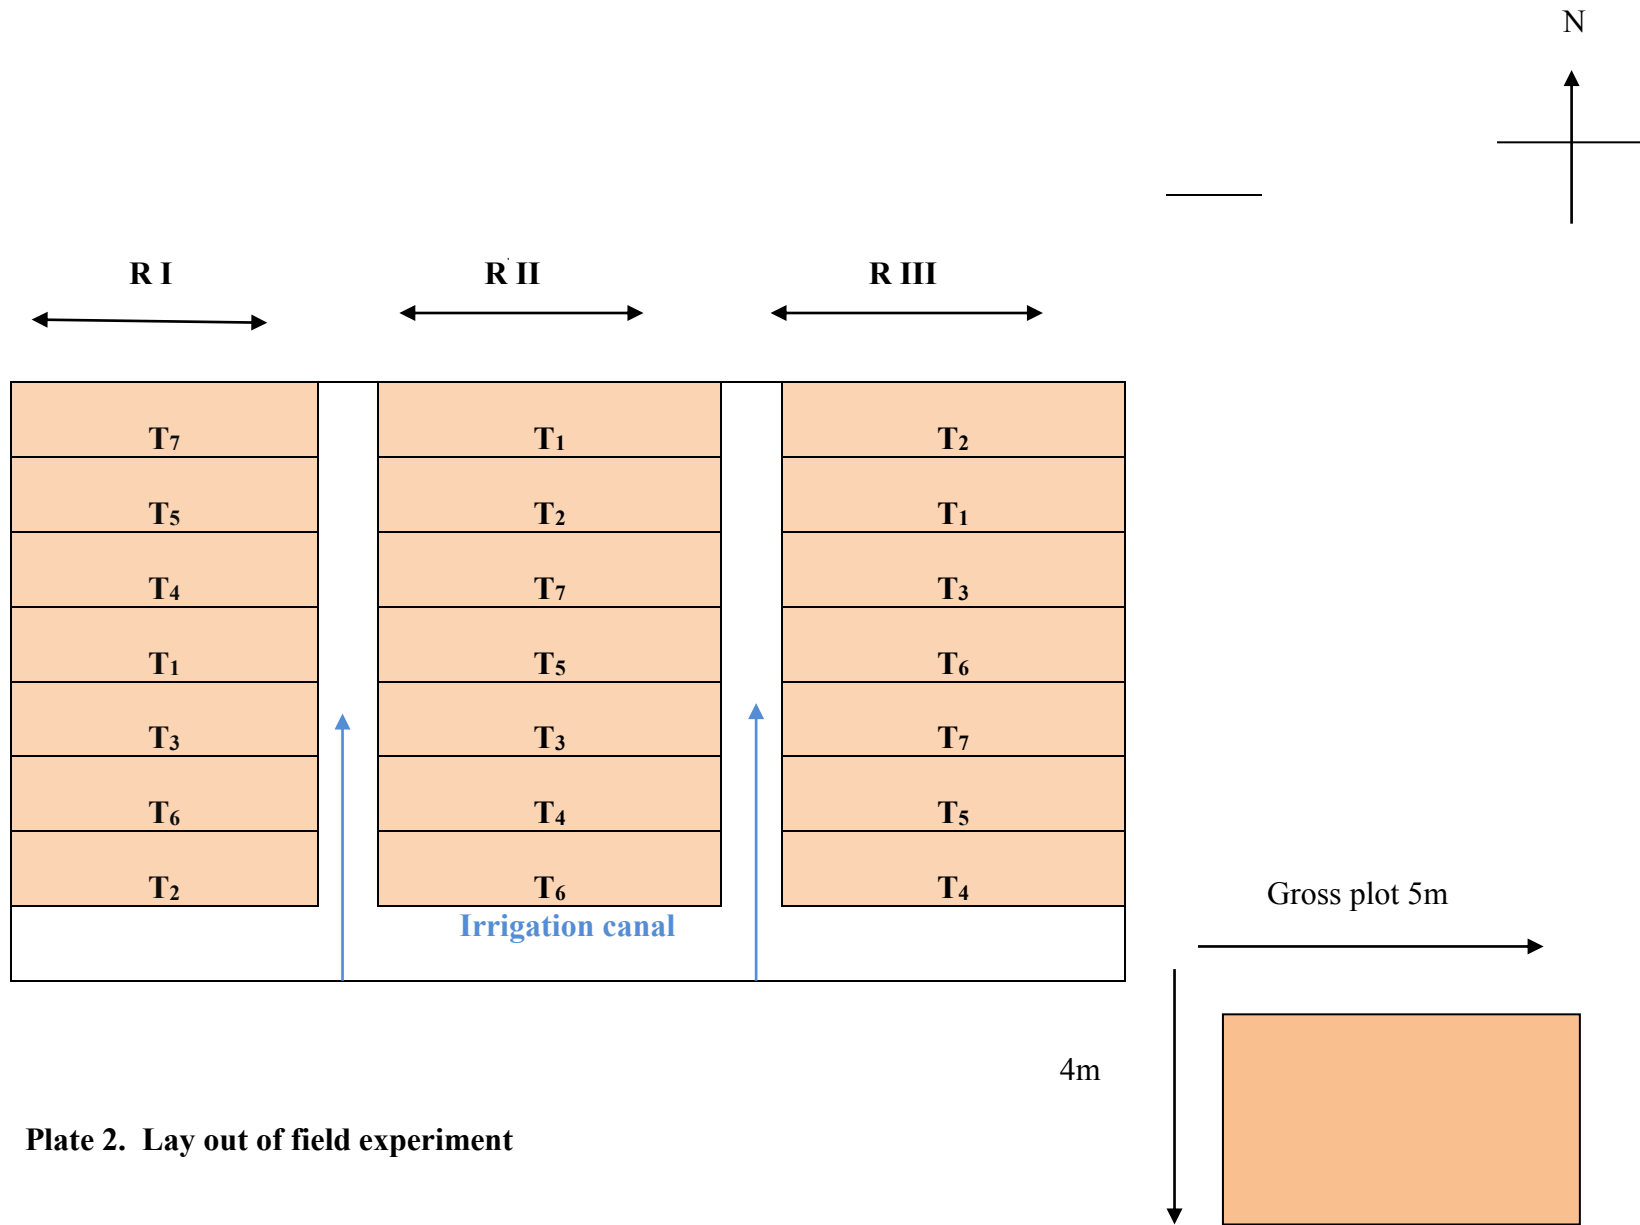 N
R I R II R III
T7 T1 T2
T5 T2 T1
T4 T7 T3
T1 T5 T6
T3 T3 T7
T6 T4 T5
T2 T6 T4
Irrigation canal
Gross plot 5m
4m
Plate 2. Lay out of field experiment